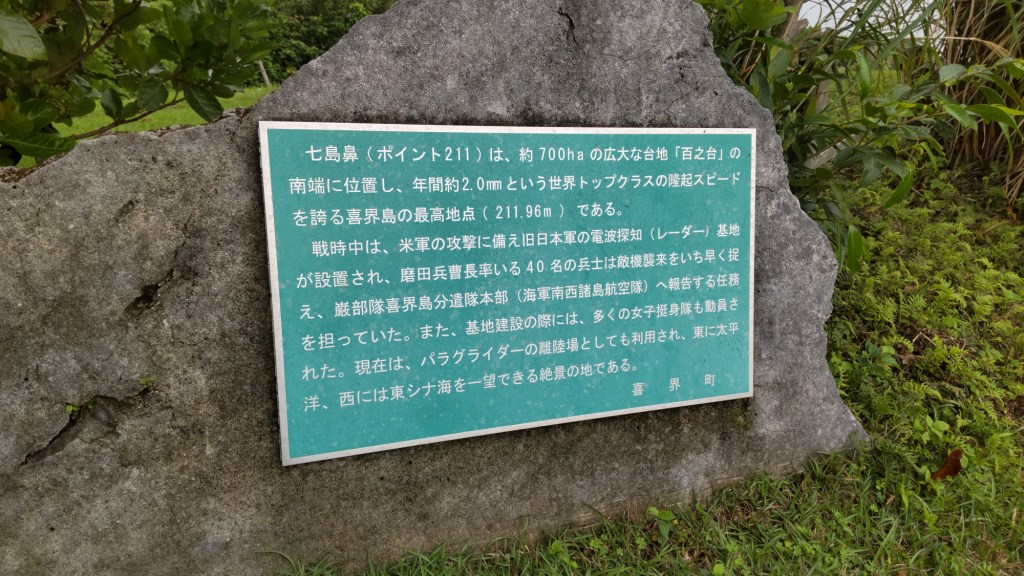 七島鼻(ポイント211)は、約700haの広大な台地「百之台」の
南端に位置し、年間約2.0㎜という世界トップクラスの隆起スピード
を誇る喜界島の最高地点(211.96m)である。
戦時中は、米軍の攻撃に備え旧日本軍の電波探知(レーダー)基地
が設置され、磨田兵曹長率いる40名の兵士は敵機襲来をいち早く捉
え、巌部隊喜界島分遣隊本部(海軍南西諸島航空隊)へ報告する任務
を担っていた。また、基地建設の際には、多くの女子挺身隊も動員さ
れた。現在は、パラグライダーの離陸場としても利用され、東に太平
洋、西には東シナ海を一望できる絶景の地である。
喜界町